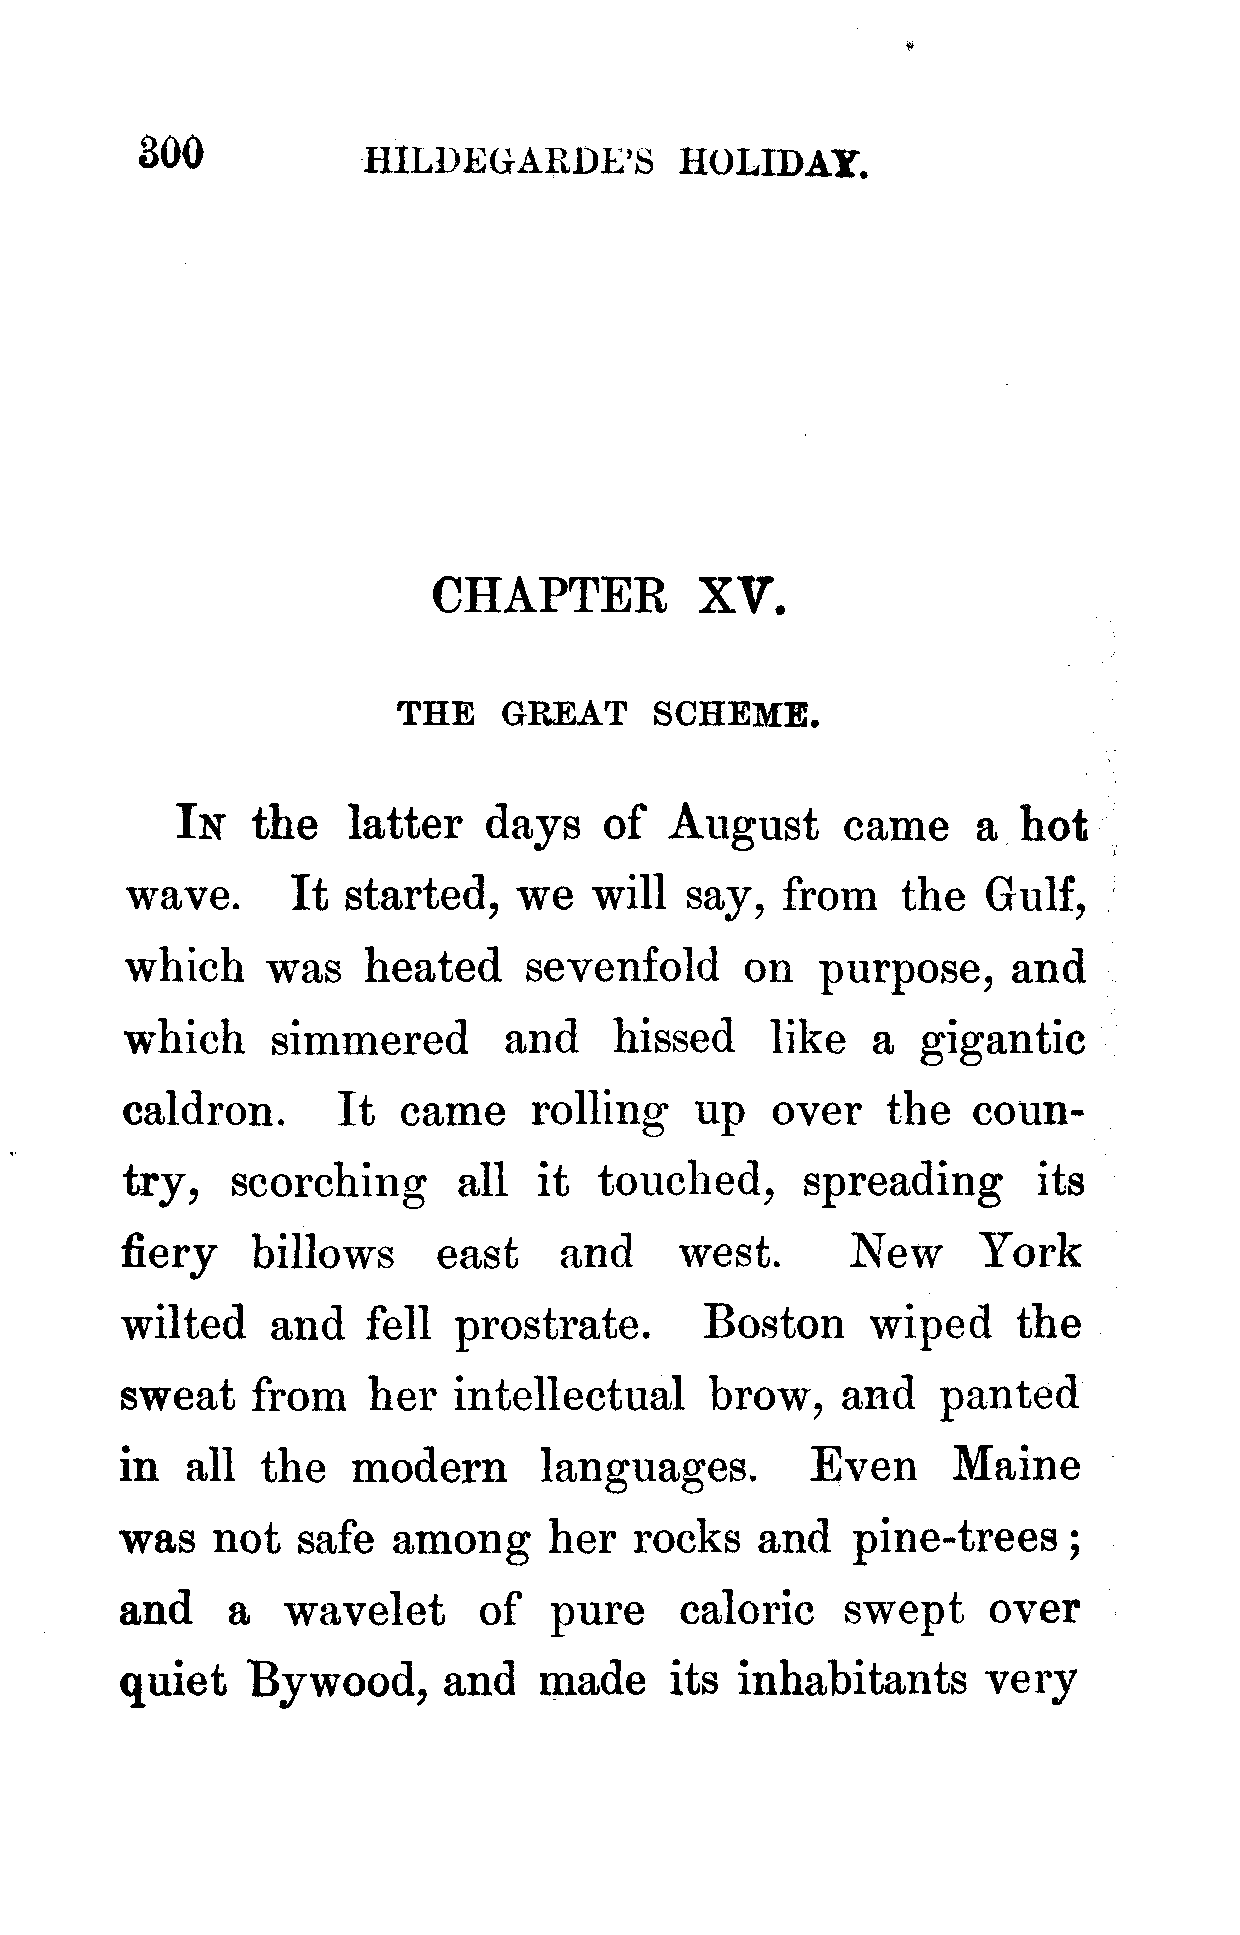 300 HILDEGARDE'S HOLIDAY.
CHAPTER XV.
THE GREAT SCHEME.
IN the latter days of August came a hot
wave. It started, we will say, from the Gulf,
which was heated sevenfold on purpose, and
which simmered and hissed like a gigantic
caldron. It came rolling up over the coun-
try, scorching all it touched, spreading its
fiery billows east and west. New York
wilted and fell prostrate. Boston wiped the
sweat from her intellectual brow, and panted
in all the modern languages. Even Maine
was not safe among her rocks and pine-trees;
and a wavelet of pure caloric swept over
quiet Bywood, and made its inhabitants very